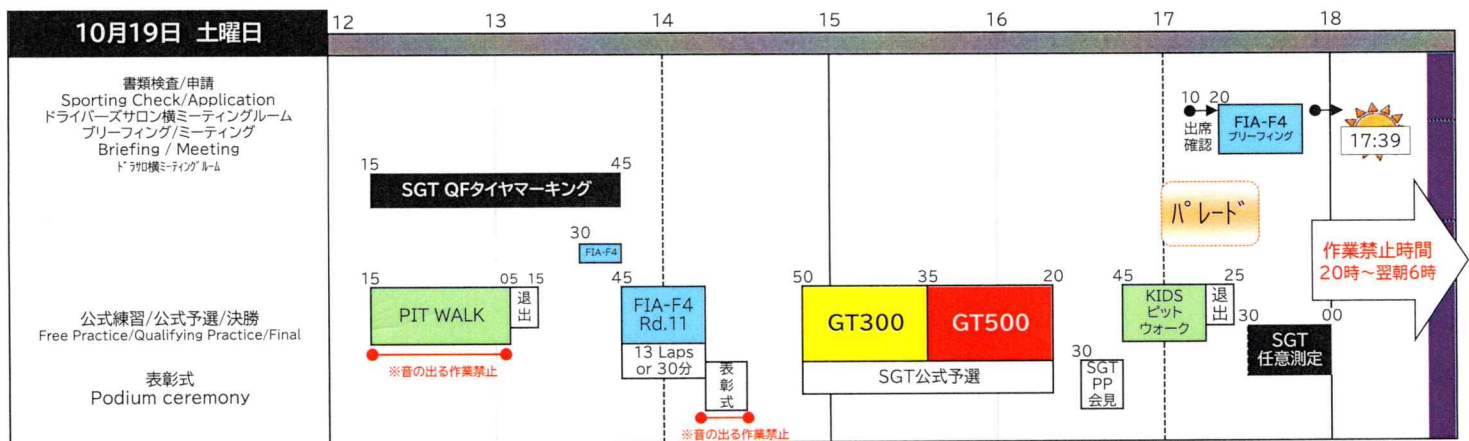 10月19日 土曜日
12 13 14 15 16 17 18
書類検査/申請
Sporting Check/Application
ドライバーズサロン横ミーティングルーム
ブリーフィング/ミーティング
Briefing / Meeting
ドラサロ横ミーティングルーム
10 20
出席
確認
FIA-F4
ブリーフィング
17:39
15 45
SGT QFタイヤマーキング
パレード
30
FIA-F4
作業禁止時間
20時～翌朝6時
公式練習/公式予選/決勝
Free Practice/Qualifying Practice/Final
15 05 15
PIT WALK
退出
※音の出る作業禁止
45
FIA-F4
Rd.11
13 Laps
or 30分
50 35 20
GT300
GT500
SGT公式予選
45 25
KIDS
ピット
ウォーク
退出
30 00
SGT
任意測定
表彰式
Podium ceremony
表彰式
※音の出る作業禁止
30
SGT
PP
会見